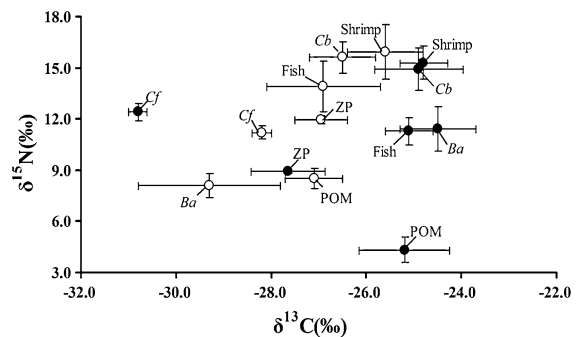 18.0
15.0
12.0
9.0
6.0
3.0
δ15N(‰)
Cb
Shrimp
Shrimp
Fish
Cb
Cf
ZP
Cf
Fish
Ba
ZP
Ba
POM
POM
-32.0 -30.0 -28.0 -26.0 -24.0 -22.0
δ13C(‰)